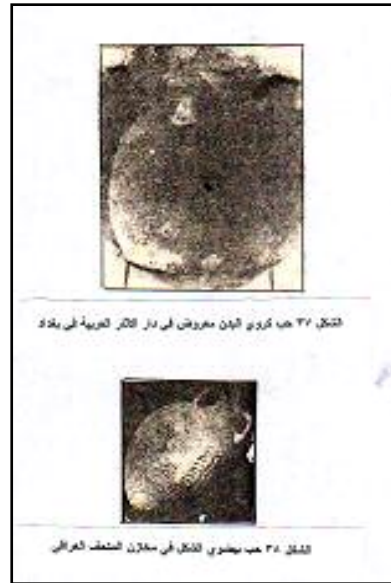 الشكل ٣٧ حب كروي البدن معروض في دار الآثار العربية في بغداد
الشكل ٣٨ حب بيضوي الشكل في مخازن المتحف العراقي